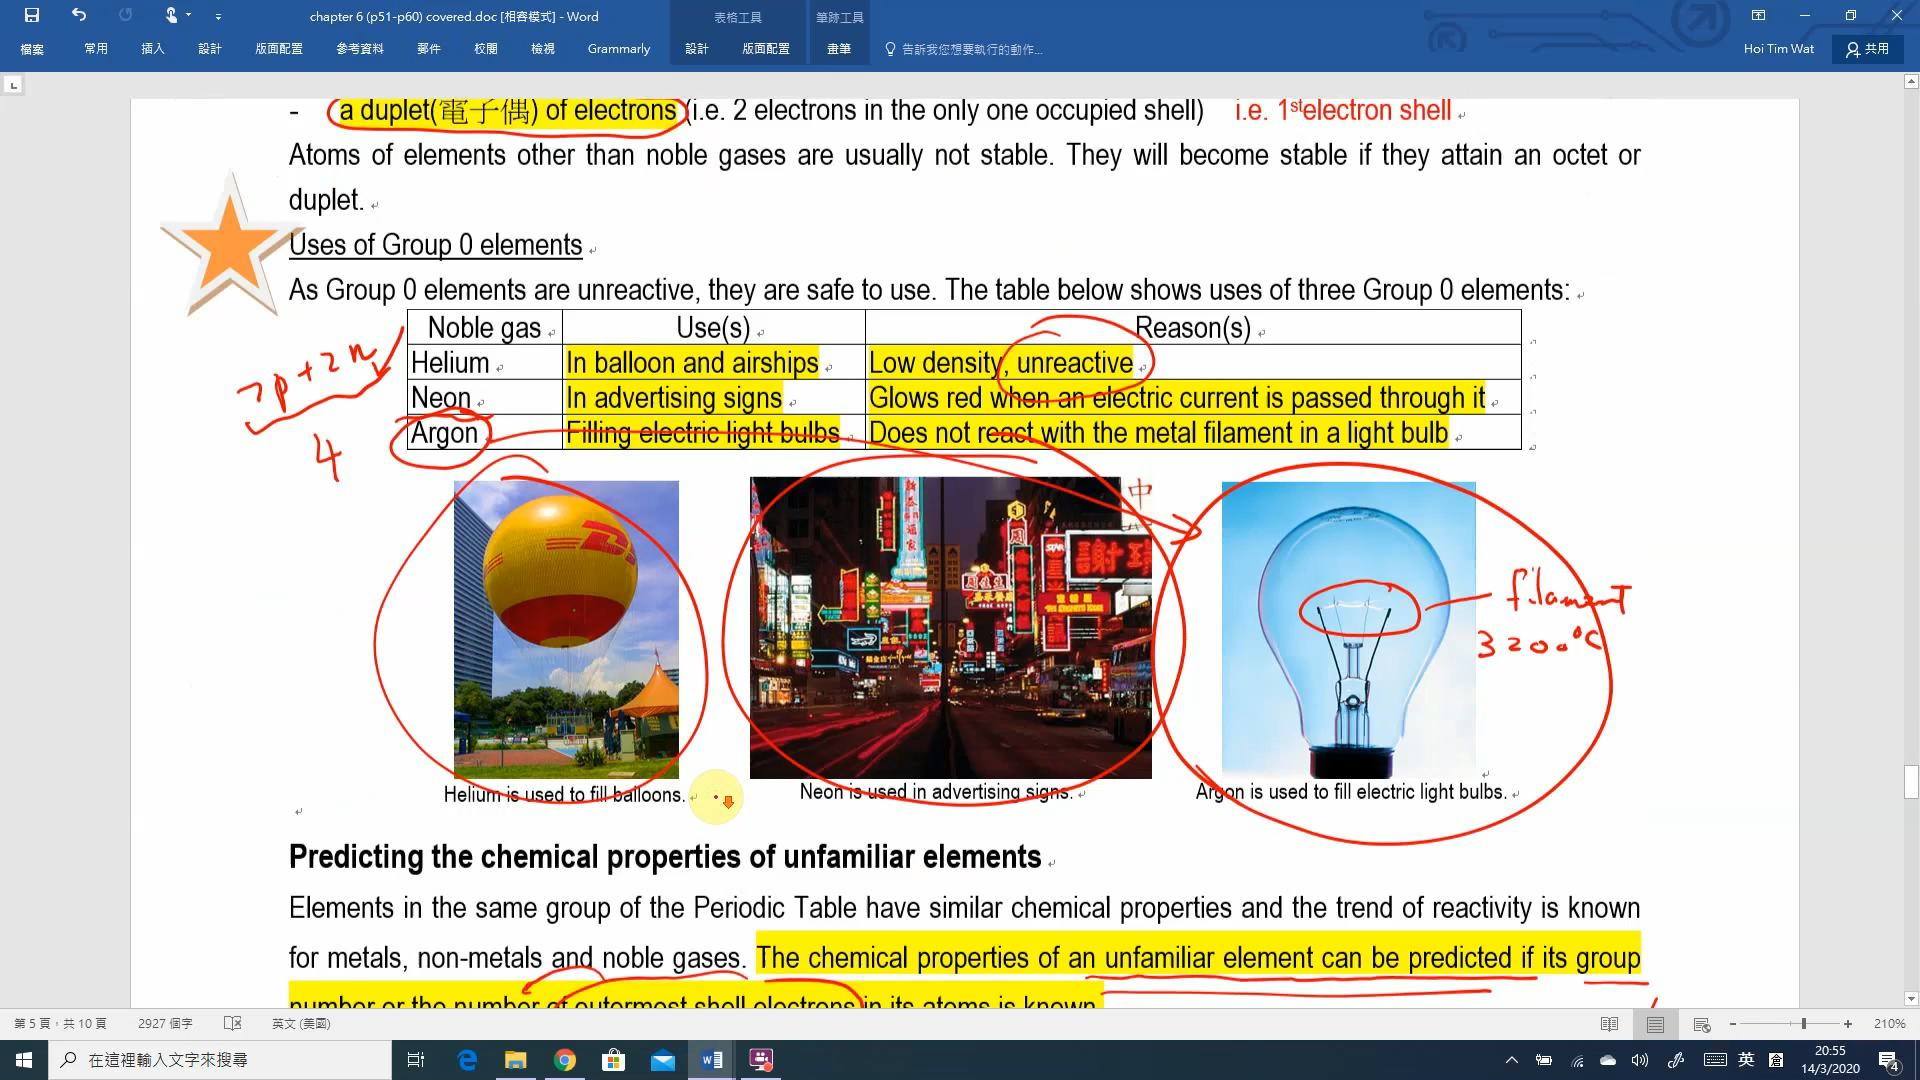 chapter 6 (p51-p60) covered.doc [相容模式] - Word
表格工具
筆跡工具
檔案 常用 插入 設計 版面配置 參考資料 郵件 校閱 檢視 Grammarly 設計 版面配置 畫筆 告訴我您想要執行的動作... Hoi Tim Wat 共用
- a duplet(電子偶) of electrons (i.e. 2 electrons in the only one occupied shell) i.e. 1st electron shell
Atoms of elements other than noble gases are usually not stable. They will become stable if they attain an octet or
duplet.
Uses of Group 0 elements
As Group 0 elements are unreactive, they are safe to use. The table below shows uses of three Group 0 elements:
Noble gas Use(s) Reason(s)
Helium In balloon and airships Low density, unreactive
Neon In advertising signs Glows red when an electric current is passed through it
Argon Filling electric light bulbs Does not react with the metal filament in a light bulb
2p+2n
4
filament
3200°C
Helium is used to fill balloons.
Neon is used in advertising signs.
Argon is used to fill electric light bulbs.
Predicting the chemical properties of unfamiliar elements
Elements in the same group of the Periodic Table have similar chemical properties and the trend of reactivity is known
for metals, non-metals and noble gases. The chemical properties of an unfamiliar element can be predicted if its group
number or the number of outermost shell electrons in its atoms is known.
第 5 頁，共 10 頁 2927 個字 英文 (美國) 210%
在這裡輸入文字來搜尋
英
20:55
14/3/2020
4